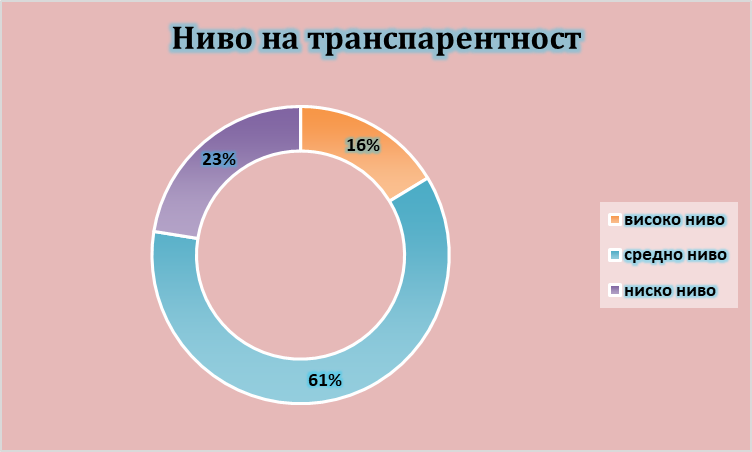 Ниво на транспарентност
16%
23%
61%
високо ниво
средно ниво
ниско ниво